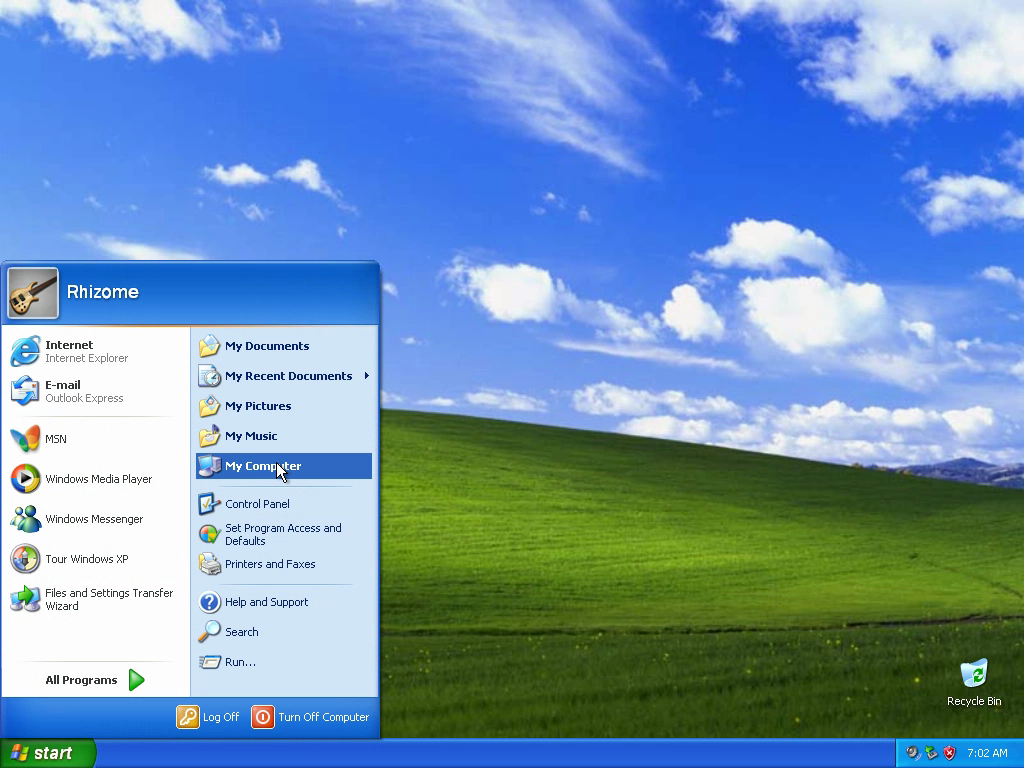 Rhizome
Internet
Internet Explorer
E-mail
Outlook Express
MSN
Windows Media Player
Windows Messenger
Tour Windows XP
Files and Settings Transfer
Wizard
All Programs
My Documents
My Recent Documents
My Pictures
My Music
My Computer
Control Panel
Set Program Access and
Defaults
Printers and Faxes
Help and Support
Search
Run...
Log Off
Turn Off Computer
Recycle Bin
start
7:02 AM